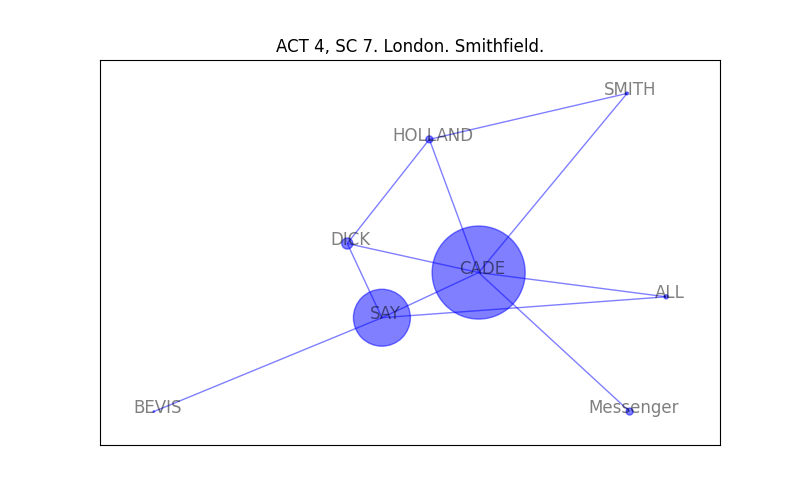 ACT 4, SC 7. London. Smithfield.
SMITH
HOLLAND
DICK
CADE
ALL
SAY
BEVIS
Messenger